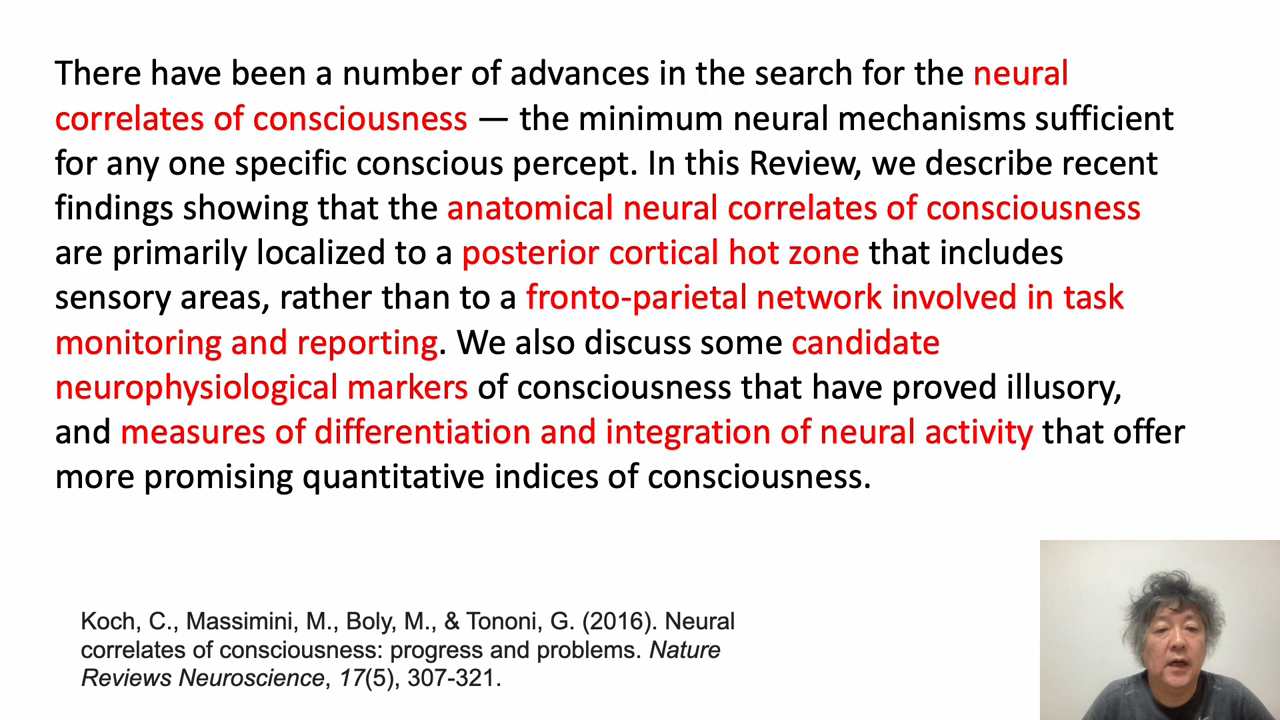 There have been a number of advances in the search for the neural
correlates of consciousness — the minimum neural mechanisms sufficient
for any one specific conscious percept. In this Review, we describe recent
findings showing that the anatomical neural correlates of consciousness
are primarily localized to a posterior cortical hot zone that includes
sensory areas, rather than to a fronto-parietal network involved in task
monitoring and reporting. We also discuss some candidate
neurophysiological markers of consciousness that have proved illusory,
and measures of differentiation and integration of neural activity that offer
more promising quantitative indices of consciousness.
Koch, C., Massimini, M., Boly, M., & Tononi, G. (2016). Neural
correlates of consciousness: progress and problems. Nature
Reviews Neuroscience, 17(5), 307-321.